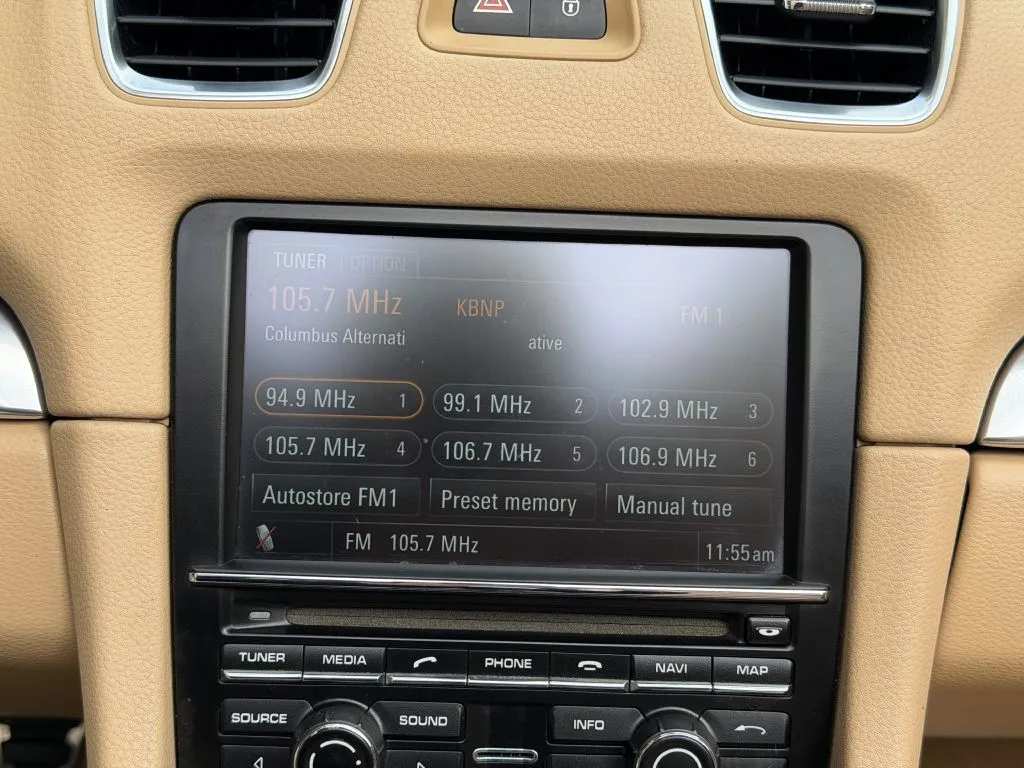 TUNER OPTION
105.7 MHz KBNP FM 1
Columbus Alternati ative
94.9 MHz 1 99.1 MHz 2 102.9 MHz 3
105.7 MHz 4 106.7 MHz 5 106.9 MHz 6
Autostore FM1 Preset memory Manual tune
FM 105.7 MHz 11:55am
TUNER MEDIA PHONE NAVI MAP
SOURCE SOUND INFO